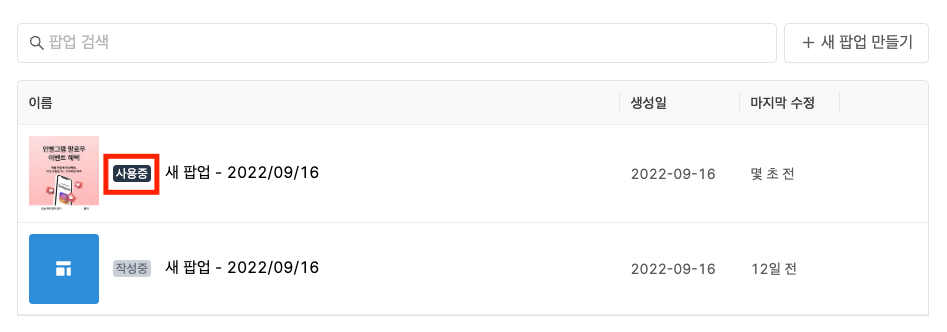 팝업 검색
+ 새 팝업 만들기
이름 생성일 마지막 수정
인벤그램 팔로우
이벤트 혜택
사용중 새 팝업 - 2022/09/16 2022-09-16 몇 초 전
작성중 새 팝업 - 2022/09/16 2022-09-16 12일 전